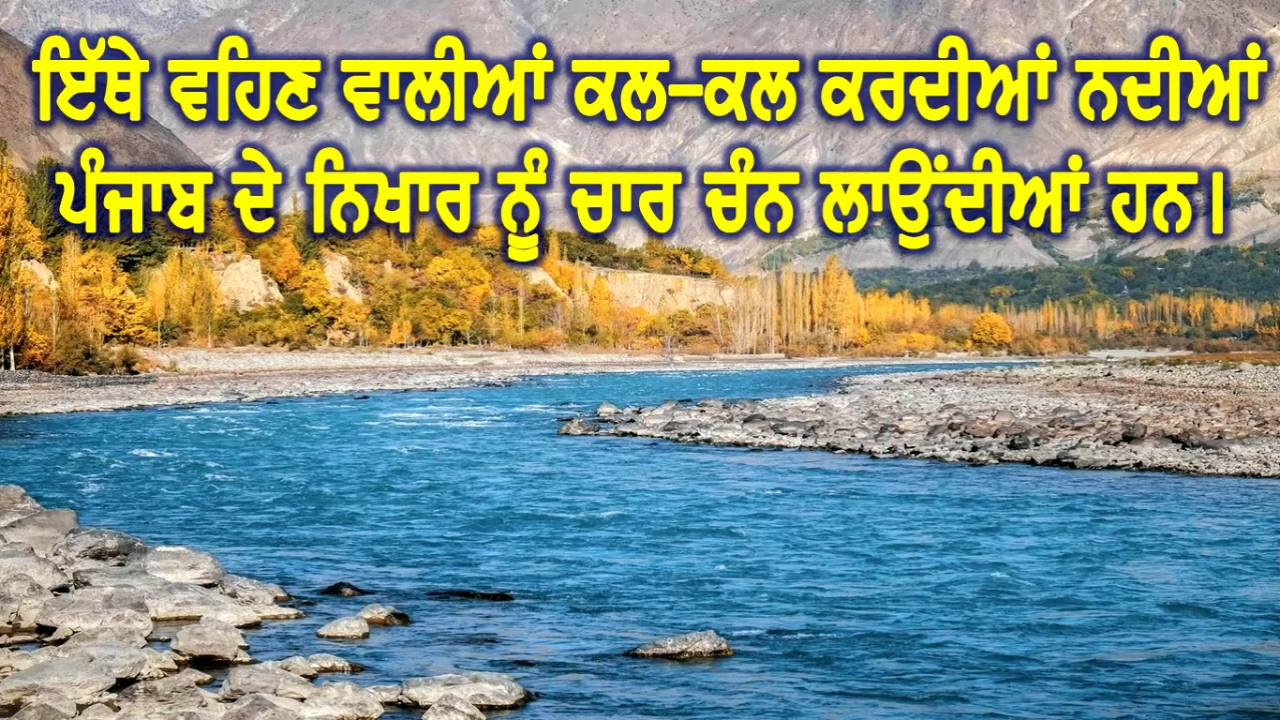 ਇੱਥੇ ਵਹਿਣ ਵਾਲੀਆਂ ਕਲ-ਕਲ ਕਰਦੀਆਂ ਨਦੀਆਂ
ਪੰਜਾਬ ਦੇ ਨਿਖਾਰ ਨੂੰ ਚਾਰ ਚੰਨ ਲਾਉਂਦੀਆਂ ਹਨ।